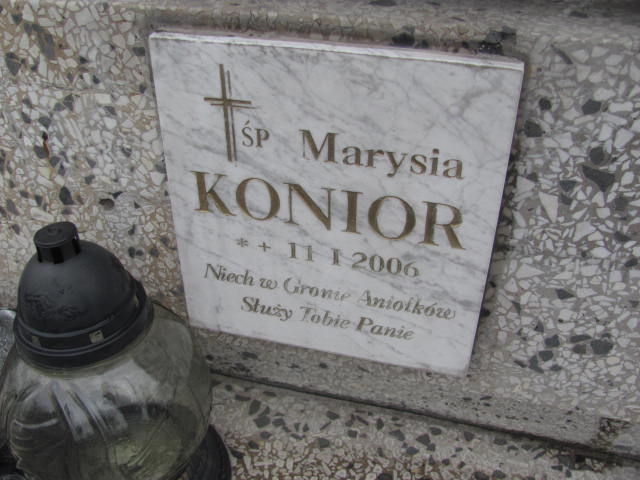 ŚP Marysia
KONIOR
* + 11 I 2006
Niech w Gronie Aniołków
Służy Tobie Panie